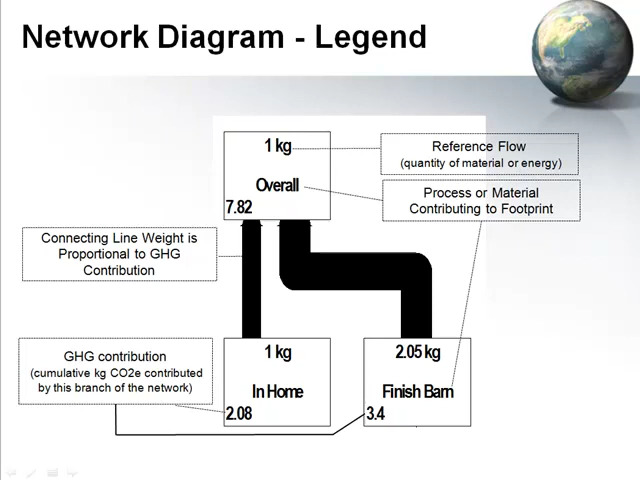 Network Diagram - Legend
1 kg
Overall
7.82
Reference Flow
(quantity of material or energy)
Process or Material
Contributing to Footprint
Connecting Line Weight is
Proportional to GHG
Contribution
GHG contribution
(cumulative kg CO2e contributed
by this branch of the network)
1 kg
In Home
2.08
2.05 kg
Finish Barn
3.4